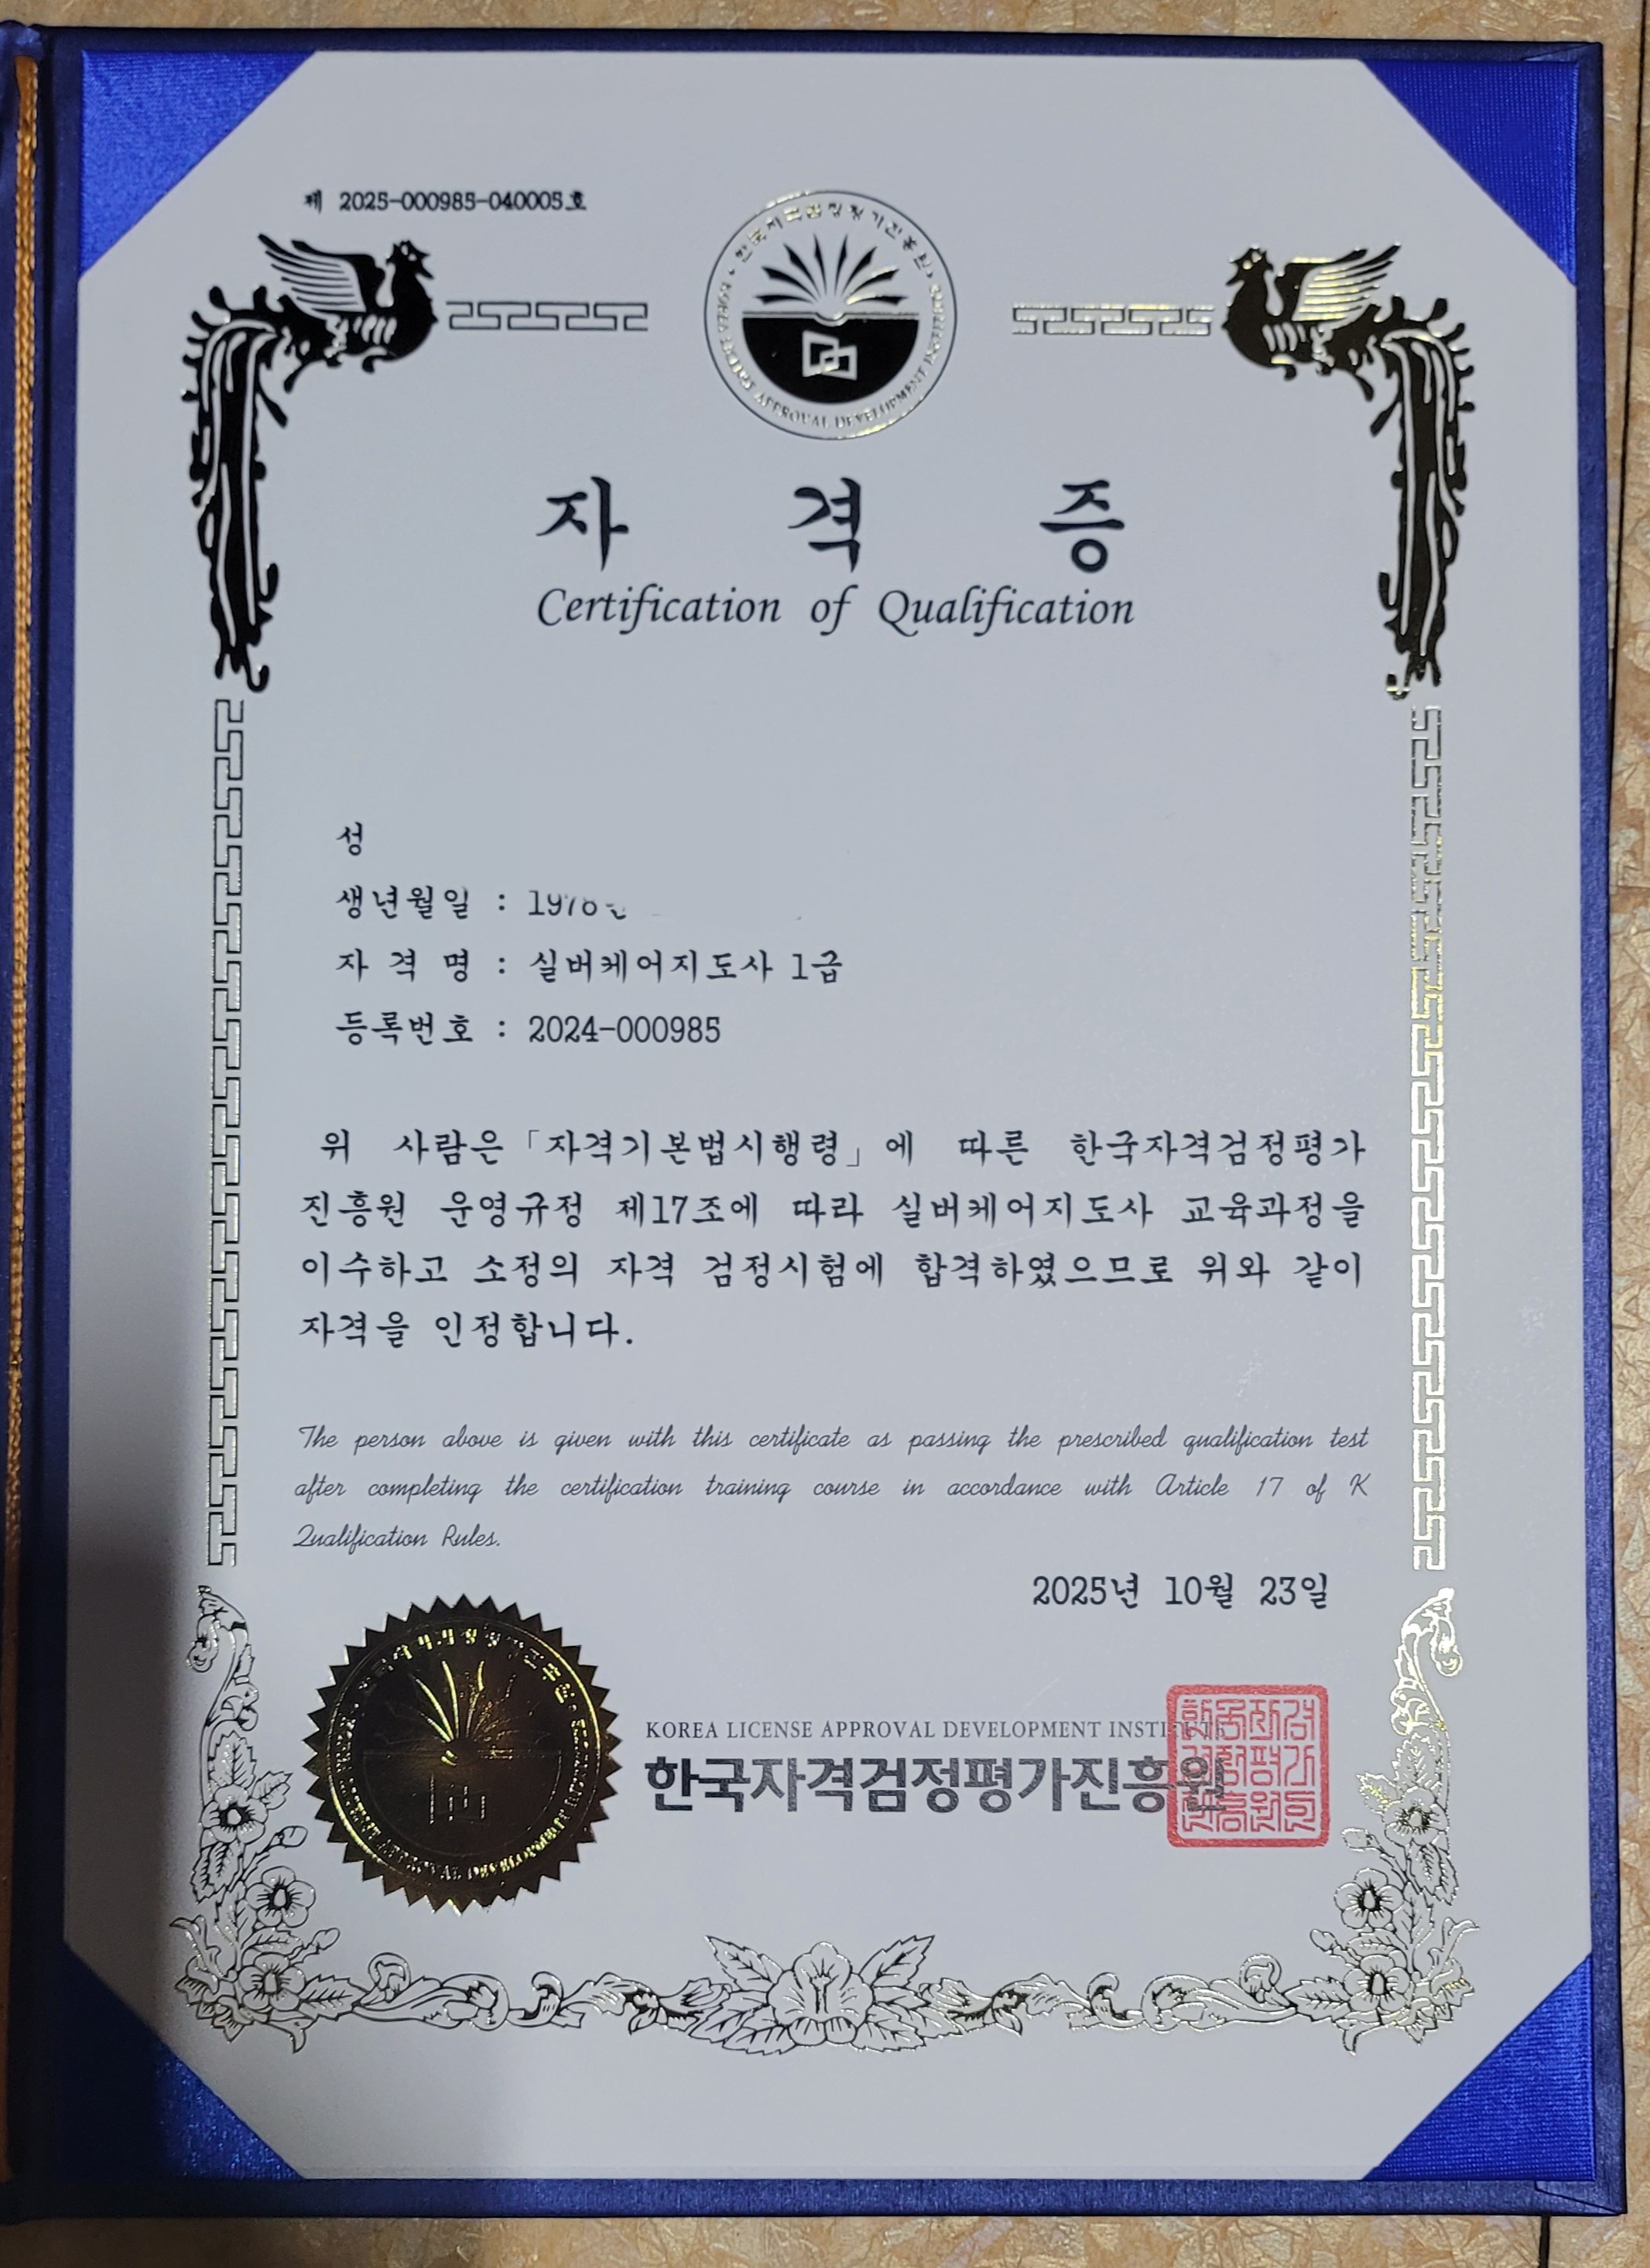 제 2025-000985-040005호
자 격 증
Certification of Qualification
성
생년월일 :
자 격 명 : 실버케어지도사 1급
등록번호 : 2024-000985
위 사람은 「자격기본법시행령」에 따른 한국자격검정평가
진흥원 운영규정 제17조에 따라 실버케어지도사 교육과정을
이수하고 소정의 자격 검정시험에 합격하였으므로 위와 같이
자격을 인정합니다.
The person above is given with this certificate as passing the prescribed qualification test
after completing the certification training course in accordance with Article 17 of K
Qualification Rules.
2025년 10월 23일
KOREA LICENSE APPROVAL DEVELOPMENT INSTITUTE
한국자격검정평가진흥원